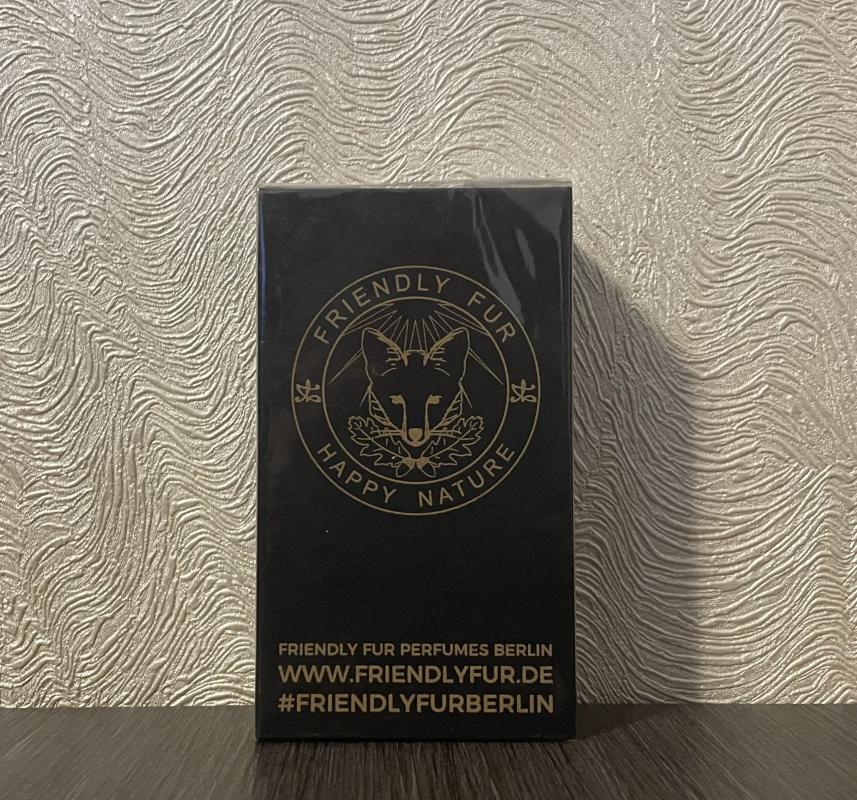 FRIENDLY FUR
HAPPY NATURE
FRIENDLY FUR PERFUMES BERLIN
WWW.FRIENDLYFUR.DE
#FRIENDLYFURBERLIN